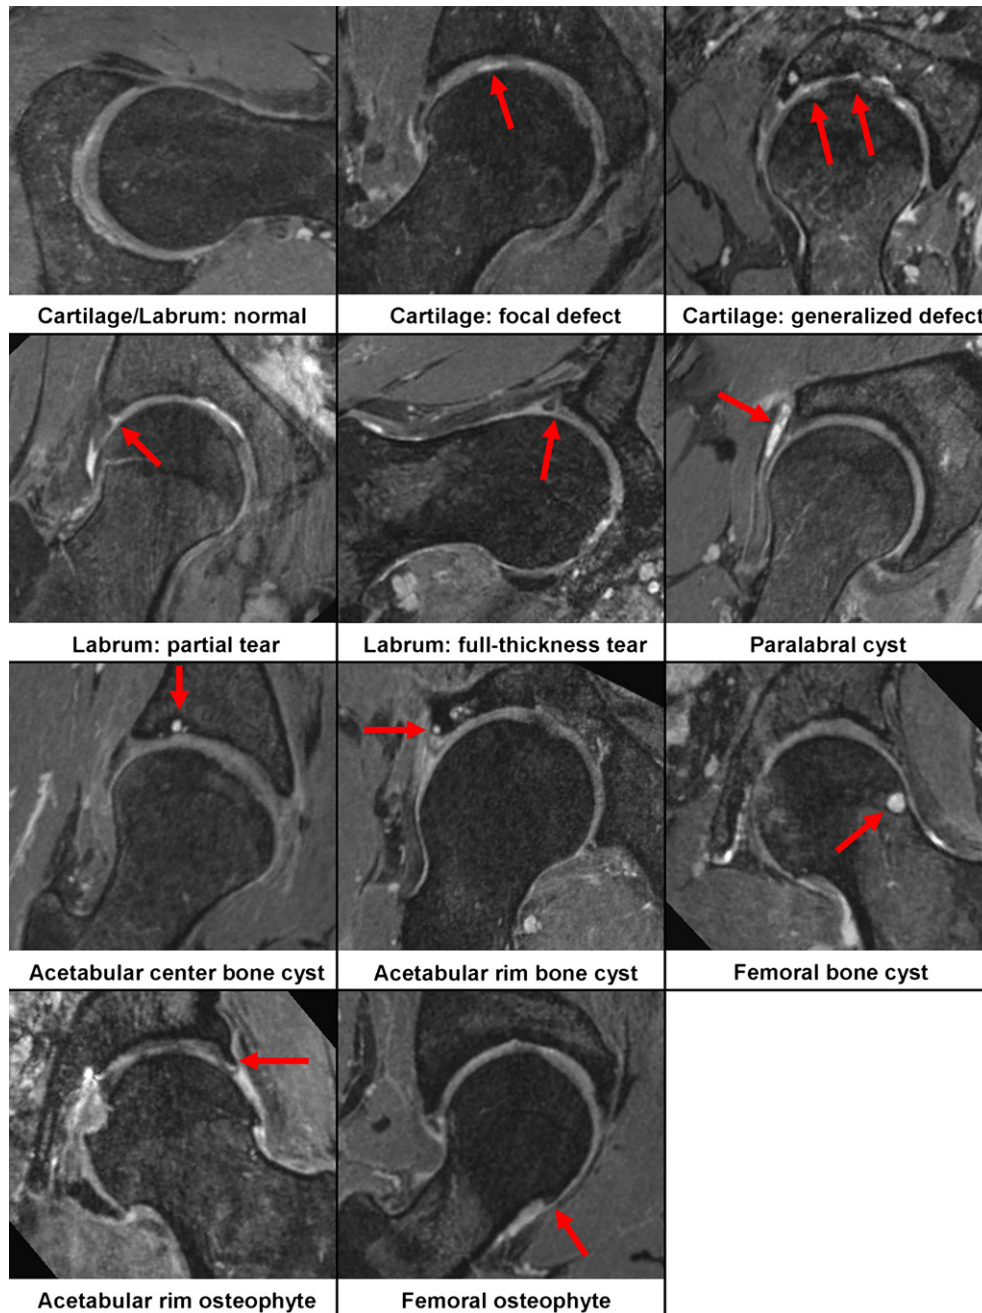 Cartilage/Labrum: normal
Cartilage: focal defect
Cartilage: generalized defect
Labrum: partial tear
Labrum: full-thickness tear
Paralabral cyst
Acetabular center bone cyst
Acetabular rim bone cyst
Femoral bone cyst
Acetabular rim osteophyte
Femoral osteophyte